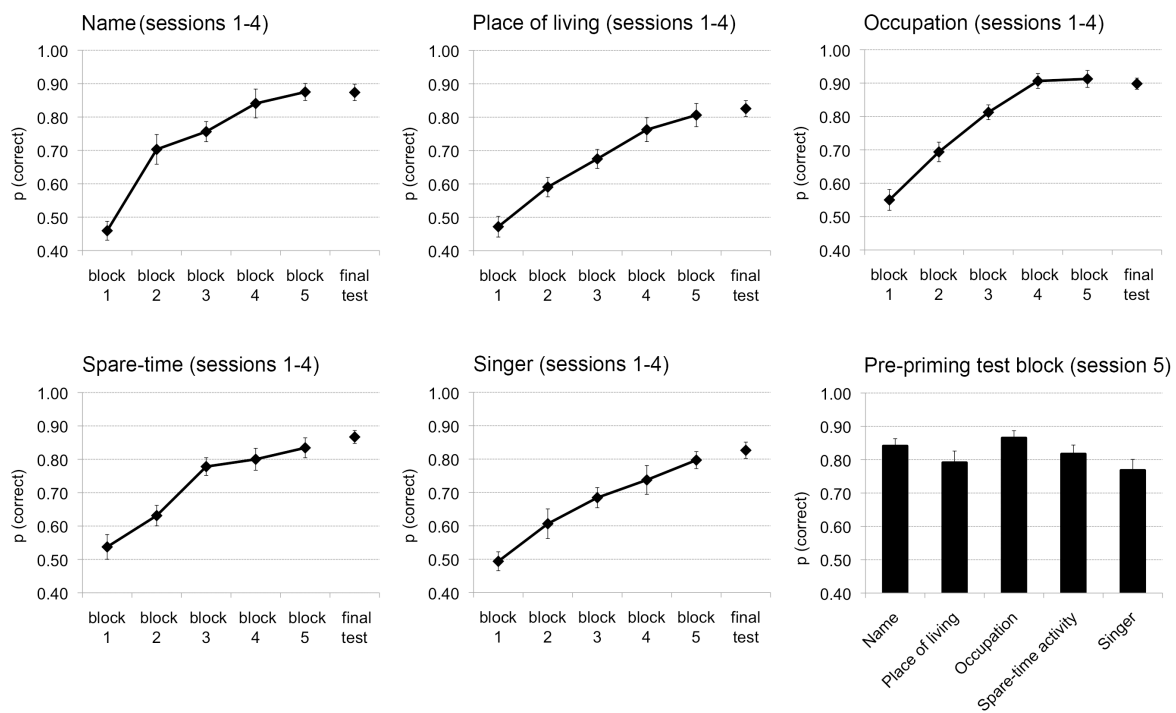 Name (sessions 1-4)
p (correct)
1.00
0.90
0.80
0.70
0.60
0.50
0.40
block 1
block 2
block 3
block 4
block 5
final test
Place of living (sessions 1-4)
p (correct)
1.00
0.90
0.80
0.70
0.60
0.50
0.40
block 1
block 2
block 3
block 4
block 5
final test
Occupation (sessions 1-4)
p (correct)
1.00
0.90
0.80
0.70
0.60
0.50
0.40
block 1
block 2
block 3
block 4
block 5
final test
Spare-time (sessions 1-4)
p (correct)
1.00
0.90
0.80
0.70
0.60
0.50
0.40
block 1
block 2
block 3
block 4
block 5
final test
Singer (sessions 1-4)
p (correct)
1.00
0.90
0.80
0.70
0.60
0.50
0.40
block 1
block 2
block 3
block 4
block 5
final test
Pre-priming test block (session 5)
p (correct)
1.00
0.90
0.80
0.70
0.60
0.50
0.40
Name
Place of living
Occupation
Spare-time activity
Singer